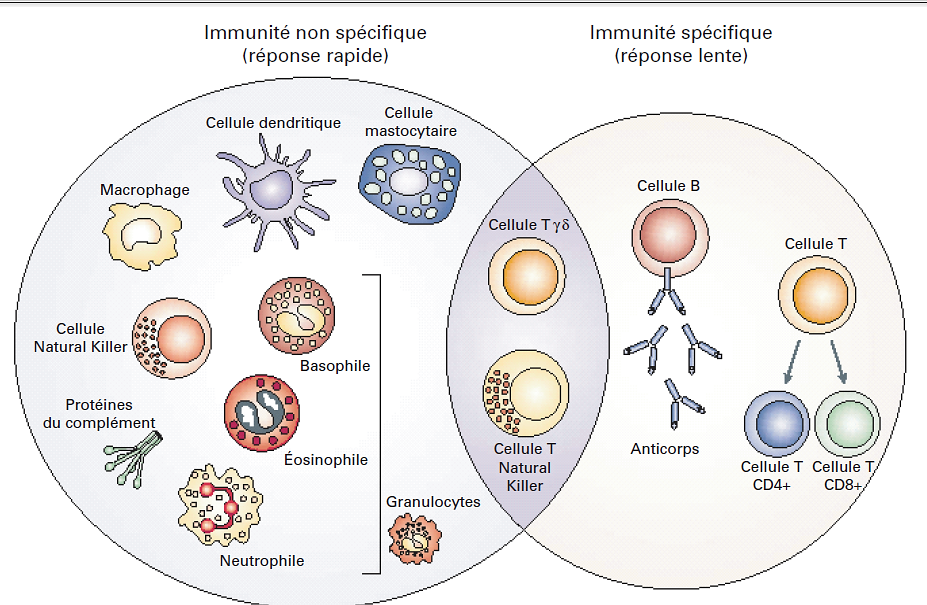 Immunité non spécifique
(réponse rapide)
Immunité spécifique
(réponse lente)
Cellule dendritique
Cellule
mastocytaire
Macrophage
Cellule B
Cellule Tγδ
Cellule T
Cellule
Natural Killer
Basophile
Protéines
du complément
Éosinophile
Cellule T
Natural
Killer
Anticorps
Cellule T
CD4+
Cellule T
CD8+
Granulocytes
Neutrophile